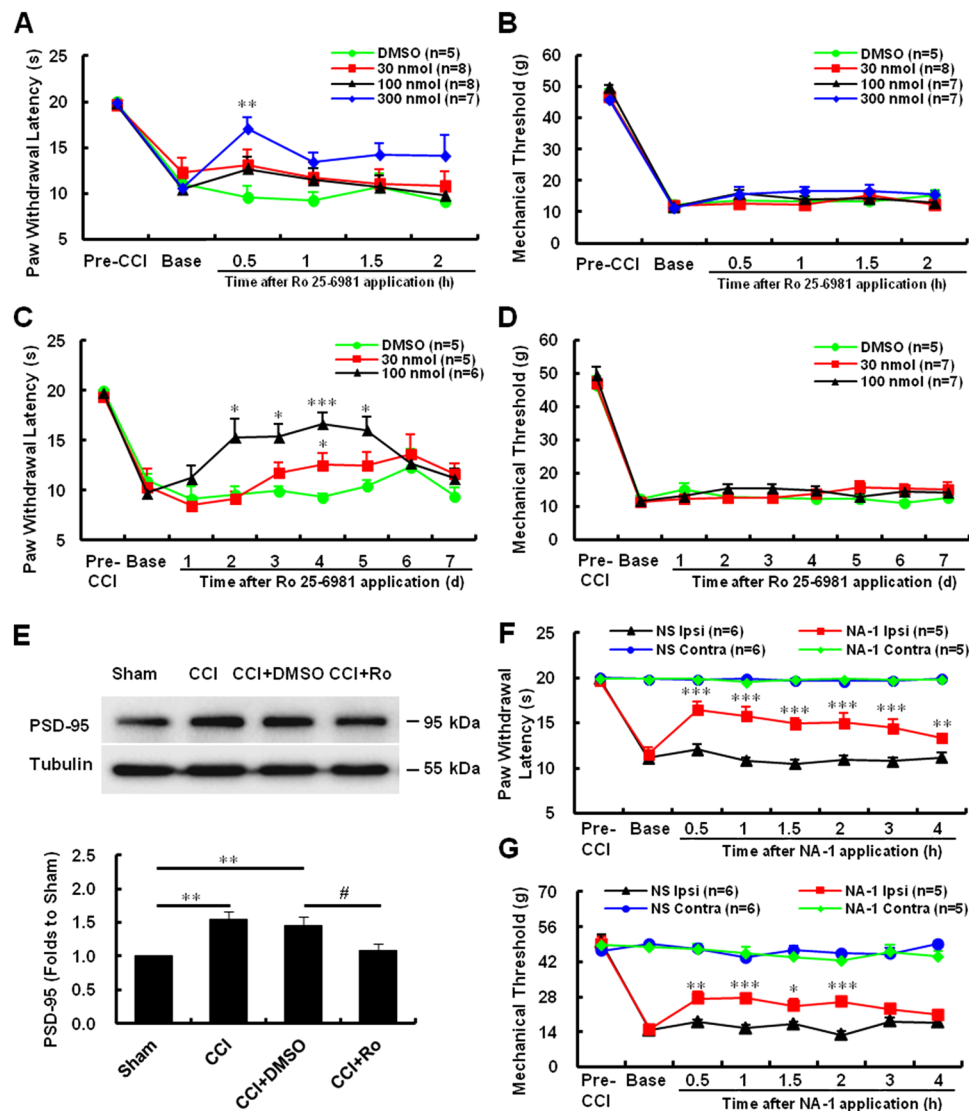 A
Paw Withdrawal Latency (s)
25
20
15
10
5
DMSO (n=5)
30 nmol (n=8)
100 nmol (n=8)
300 nmol (n=7)
**
Pre-CCI Base 0.5 1 1.5 2
Time after Ro 25-6981 application (h)
B
Mechanical Threshold (g)
60
50
40
30
20
10
0
DMSO (n=5)
30 nmol (n=8)
100 nmol (n=7)
300 nmol (n=7)
Pre-CCI Base 0.5 1 1.5 2
Time after Ro 25-6981 application (h)
C
Paw Withdrawal Latency (s)
25
20
15
10
5
DMSO (n=5)
30 nmol (n=5)
100 nmol (n=6)
* * *** *
*
Pre-CCI Base 1 2 3 4 5 6 7
Time after Ro 25-6981 application (d)
D
Mechanical Threshold (g)
60
50
40
30
20
10
0
DMSO (n=5)
30 nmol (n=7)
100 nmol (n=7)
Pre-CCI Base 1 2 3 4 5 6 7
Time after Ro 25-6981 application (d)
E
Sham CCI CCI+DMSO CCI+Ro
PSD-95 – 95 kDa
Tubulin – 55 kDa
PSD-95 (Folds to Sham)
2.5
2.0
1.5
1.0
0.5
0.0
**
** #
Sham CCI CCI+DMSO CCI+Ro
F
Paw Withdrawal Latency (s)
25
20
15
10
5
NS Ipsi (n=6) NA-1 Ipsi (n=5)
NS Contra (n=6) NA-1 Contra (n=5)
*** *** *** *** *** **
Pre-CCI Base 0.5 1 1.5 2 3 4
Time after NA-1 application (h)
G
Mechanical Threshold (g)
70
56
42
28
14
0
NS Ipsi (n=6) NA-1 Ipsi (n=5)
NS Contra (n=6) NA-1 Contra (n=5)
** *** * ***
Pre-CCI Base 0.5 1 1.5 2 3 4
Time after NA-1 application (h)